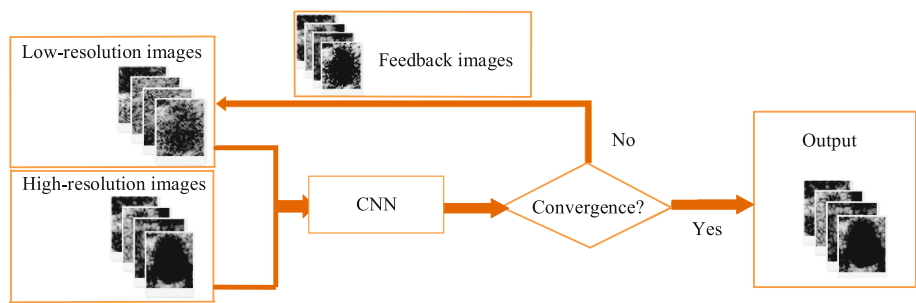 Low-resolution images
Feedback images
High-resolution images
CNN
Convergence?
No
Yes
Output